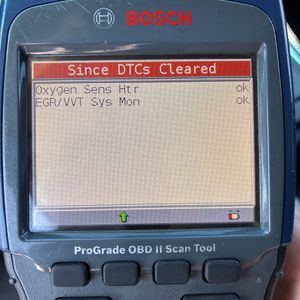 BOSCH
Since DTCs Cleared
Oxygen Sens Htr ok
EGR/VVT Sys Mon ok
ProGrade OBD II Scan Tool